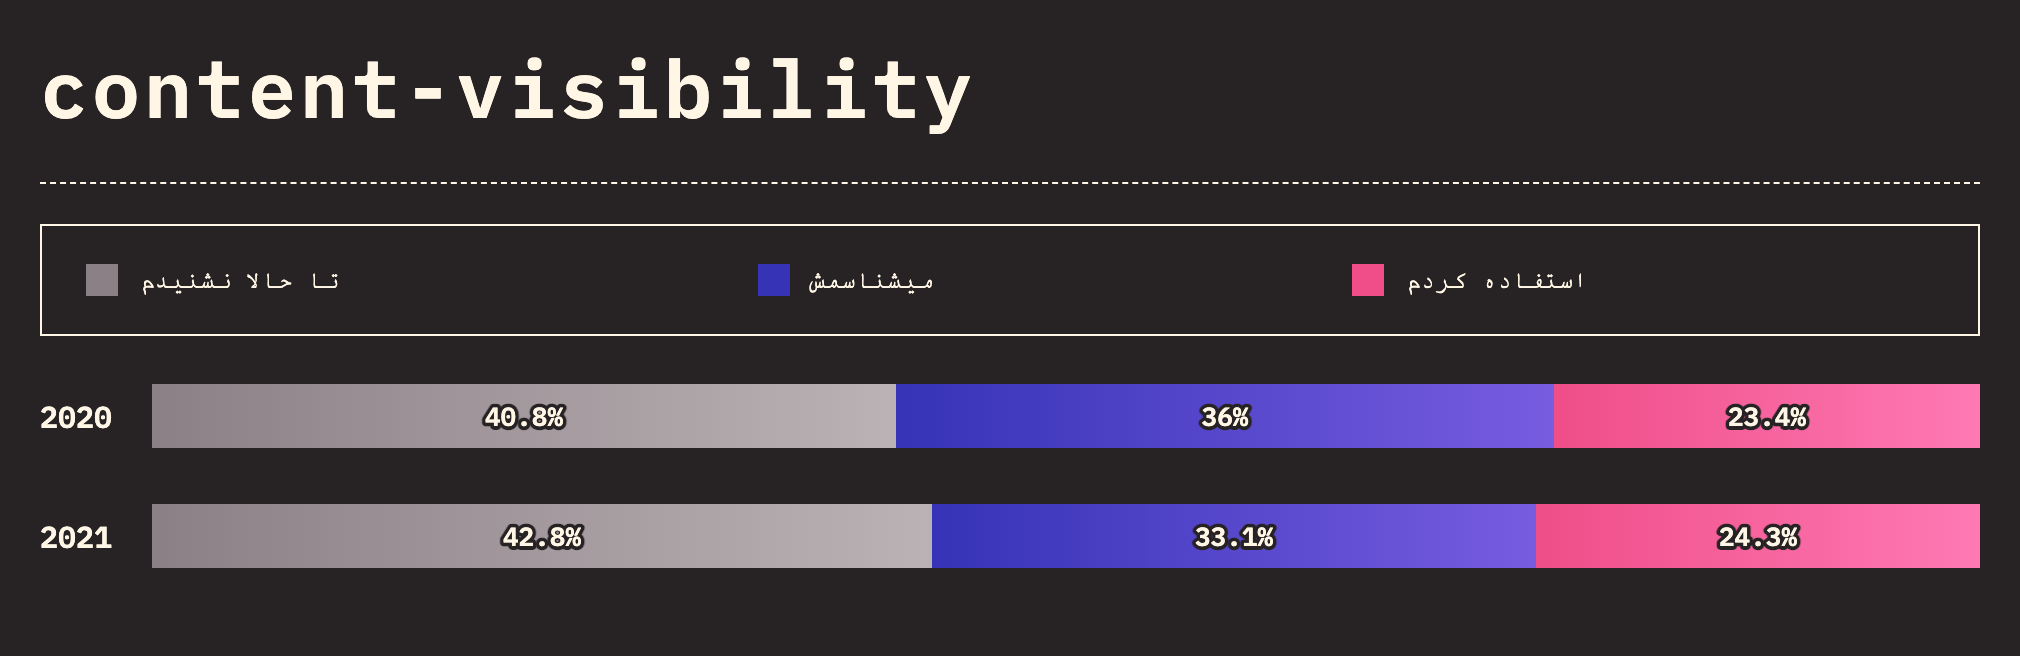 content-visibility
تا حالا نشنیدم میشناسمش استفاده کردم
2020 40.8% 36% 23.4%
2021 42.8% 33.1% 24.3%